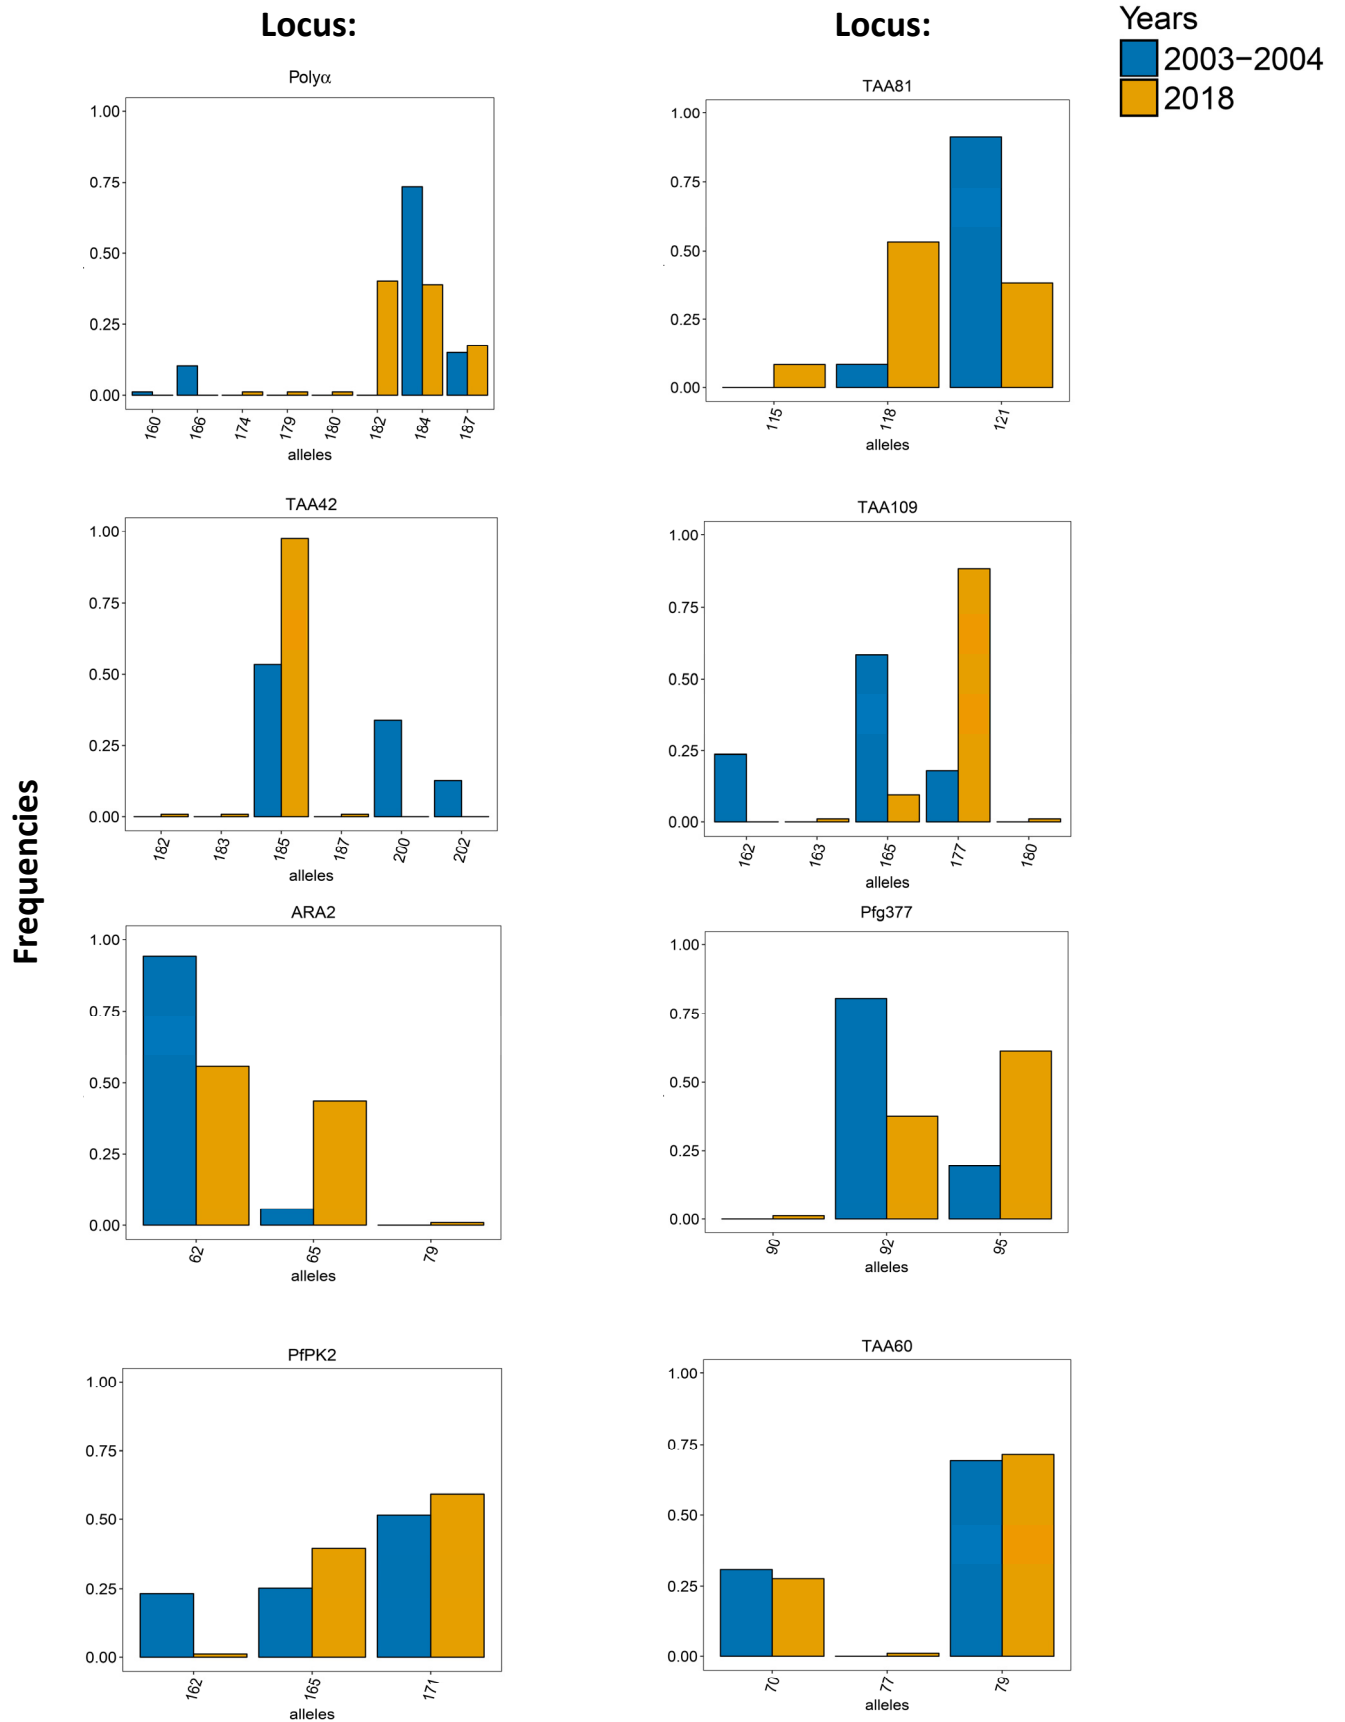 Locus:
Locus:
Years
2003−2004
2018
Frequencies
Polyα
1.00
0.75
0.50
0.25
0.00
160 166 174 179 180 182 184 187
alleles
TAA81
1.00
0.75
0.50
0.25
0.00
115 118 121
alleles
TAA42
1.00
0.75
0.50
0.25
0.00
182 183 185 187 200 202
alleles
TAA109
1.00
0.75
0.50
0.25
0.00
162 163 165 177 180
alleles
ARA2
1.00
0.75
0.50
0.25
0.00
62 65 79
alleles
Pfg377
1.00
0.75
0.50
0.25
0.00
90 92 95
alleles
PfPK2
1.00
0.75
0.50
0.25
0.00
162 165 171
alleles
TAA60
1.00
0.75
0.50
0.25
0.00
70 77 79
alleles